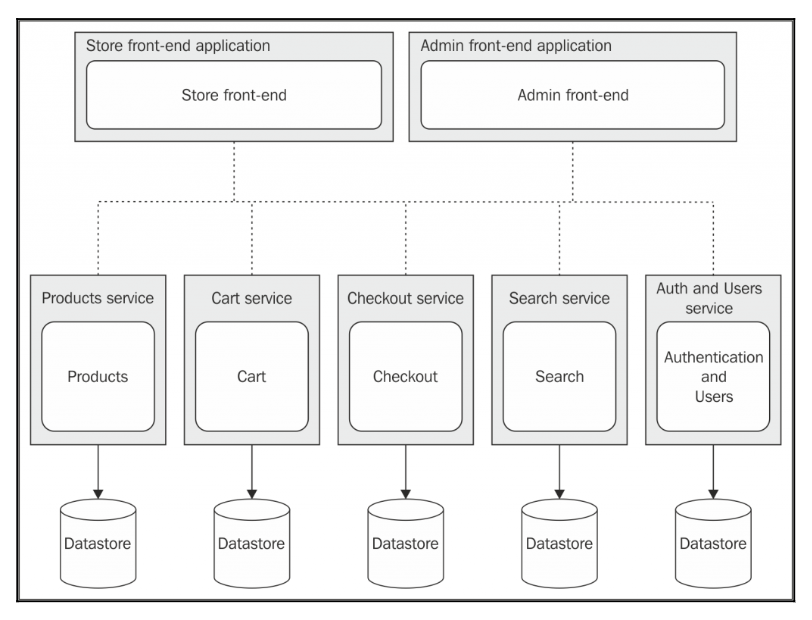 Store front-end application
Store front-end
Admin front-end application
Admin front-end
Products service
Products
Datastore
Cart service
Cart
Datastore
Checkout service
Checkout
Datastore
Search service
Search
Datastore
Auth and Users
service
Authentication
and
Users
Datastore